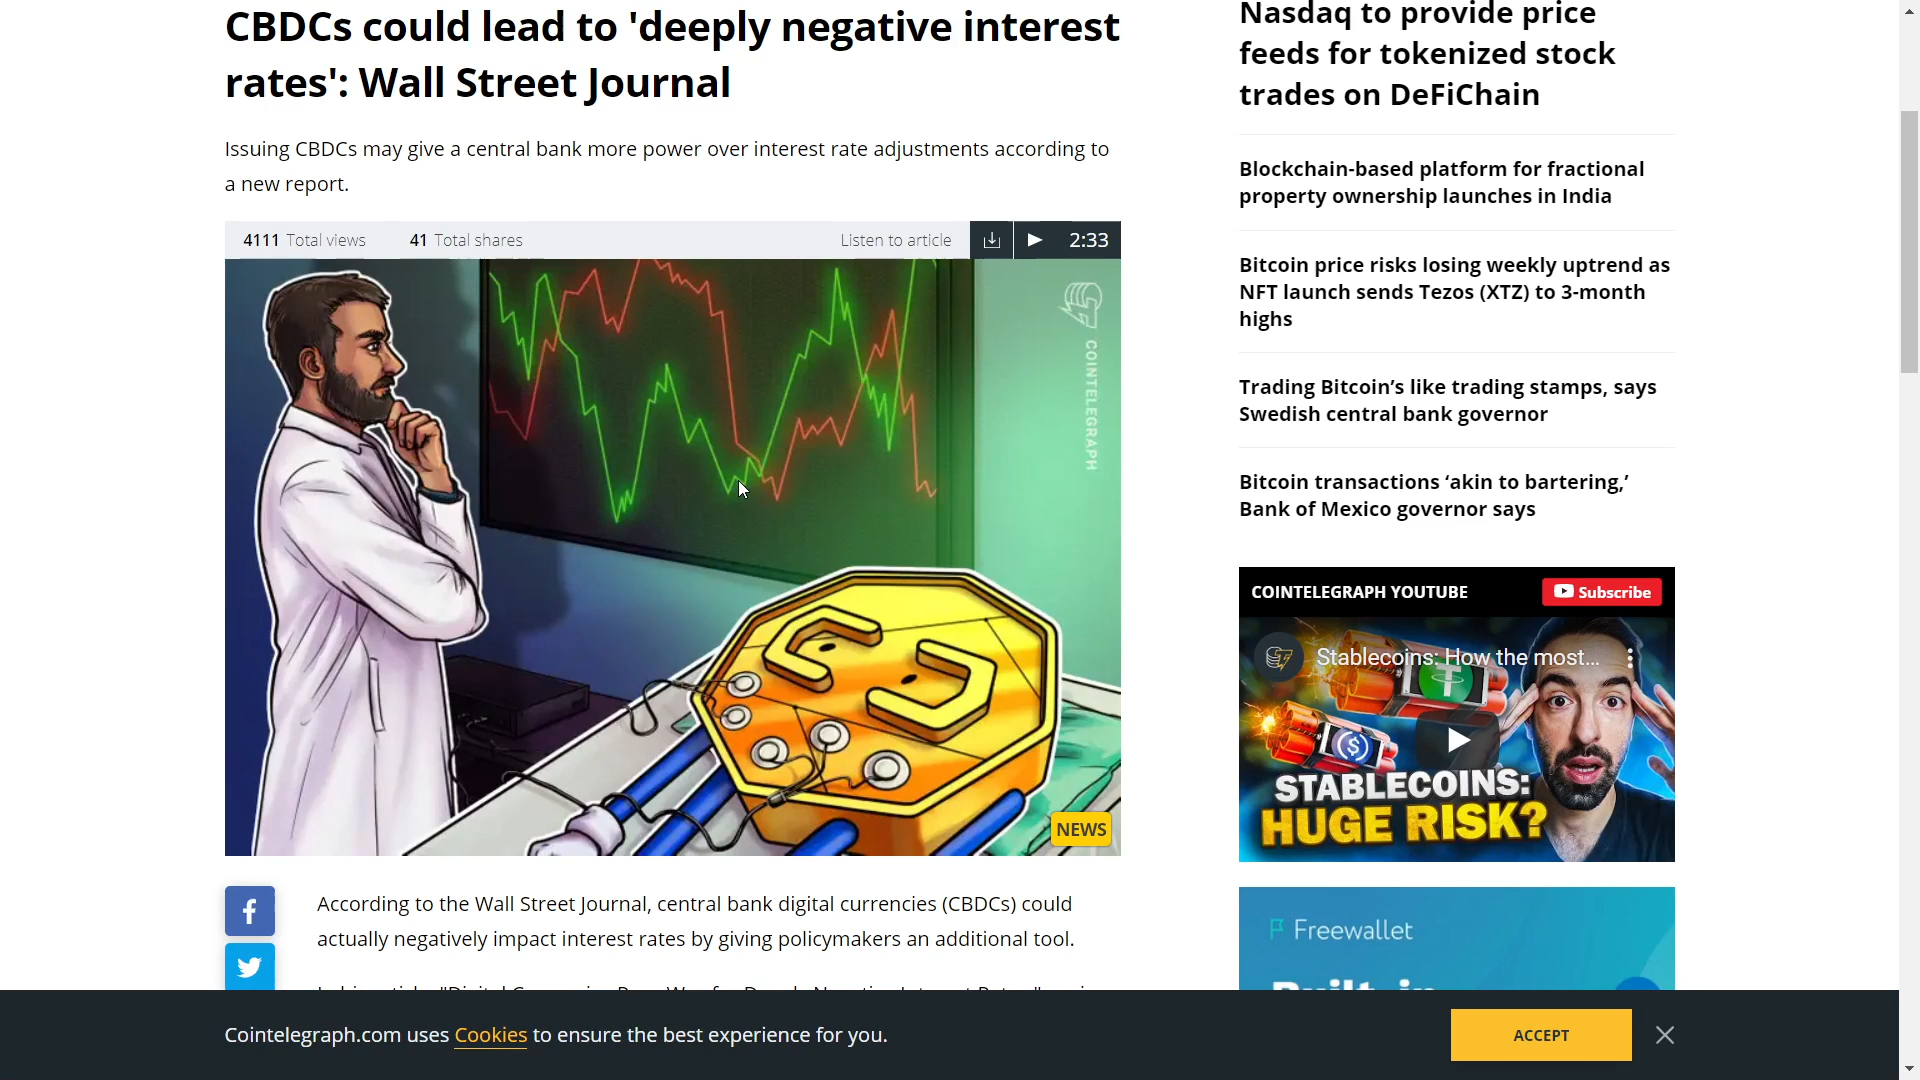 CBDCs could lead to 'deeply negative interest
rates': Wall Street Journal
Issuing CBDCs may give a central bank more power over interest rate adjustments according to
a new report.
4111 Total views 41 Total shares Listen to article 2:33
COINTELEGRAPH
NEWS
According to the Wall Street Journal, central bank digital currencies (CBDCs) could
actually negatively impact interest rates by giving policymakers an additional tool.
Nasdaq to provide price
feeds for tokenized stock
trades on DeFiChain
Blockchain-based platform for fractional
property ownership launches in India
Bitcoin price risks losing weekly uptrend as
NFT launch sends Tezos (XTZ) to 3-month
highs
Trading Bitcoin’s like trading stamps, says
Swedish central bank governor
Bitcoin transactions ‘akin to bartering,’
Bank of Mexico governor says
COINTELEGRAPH YOUTUBE Subscribe
Stablecoins: How the most...
STABLECOINS:
HUGE RISK?
Freewallet
Built-in
Cointelegraph.com uses Cookies to ensure the best experience for you.
ACCEPT